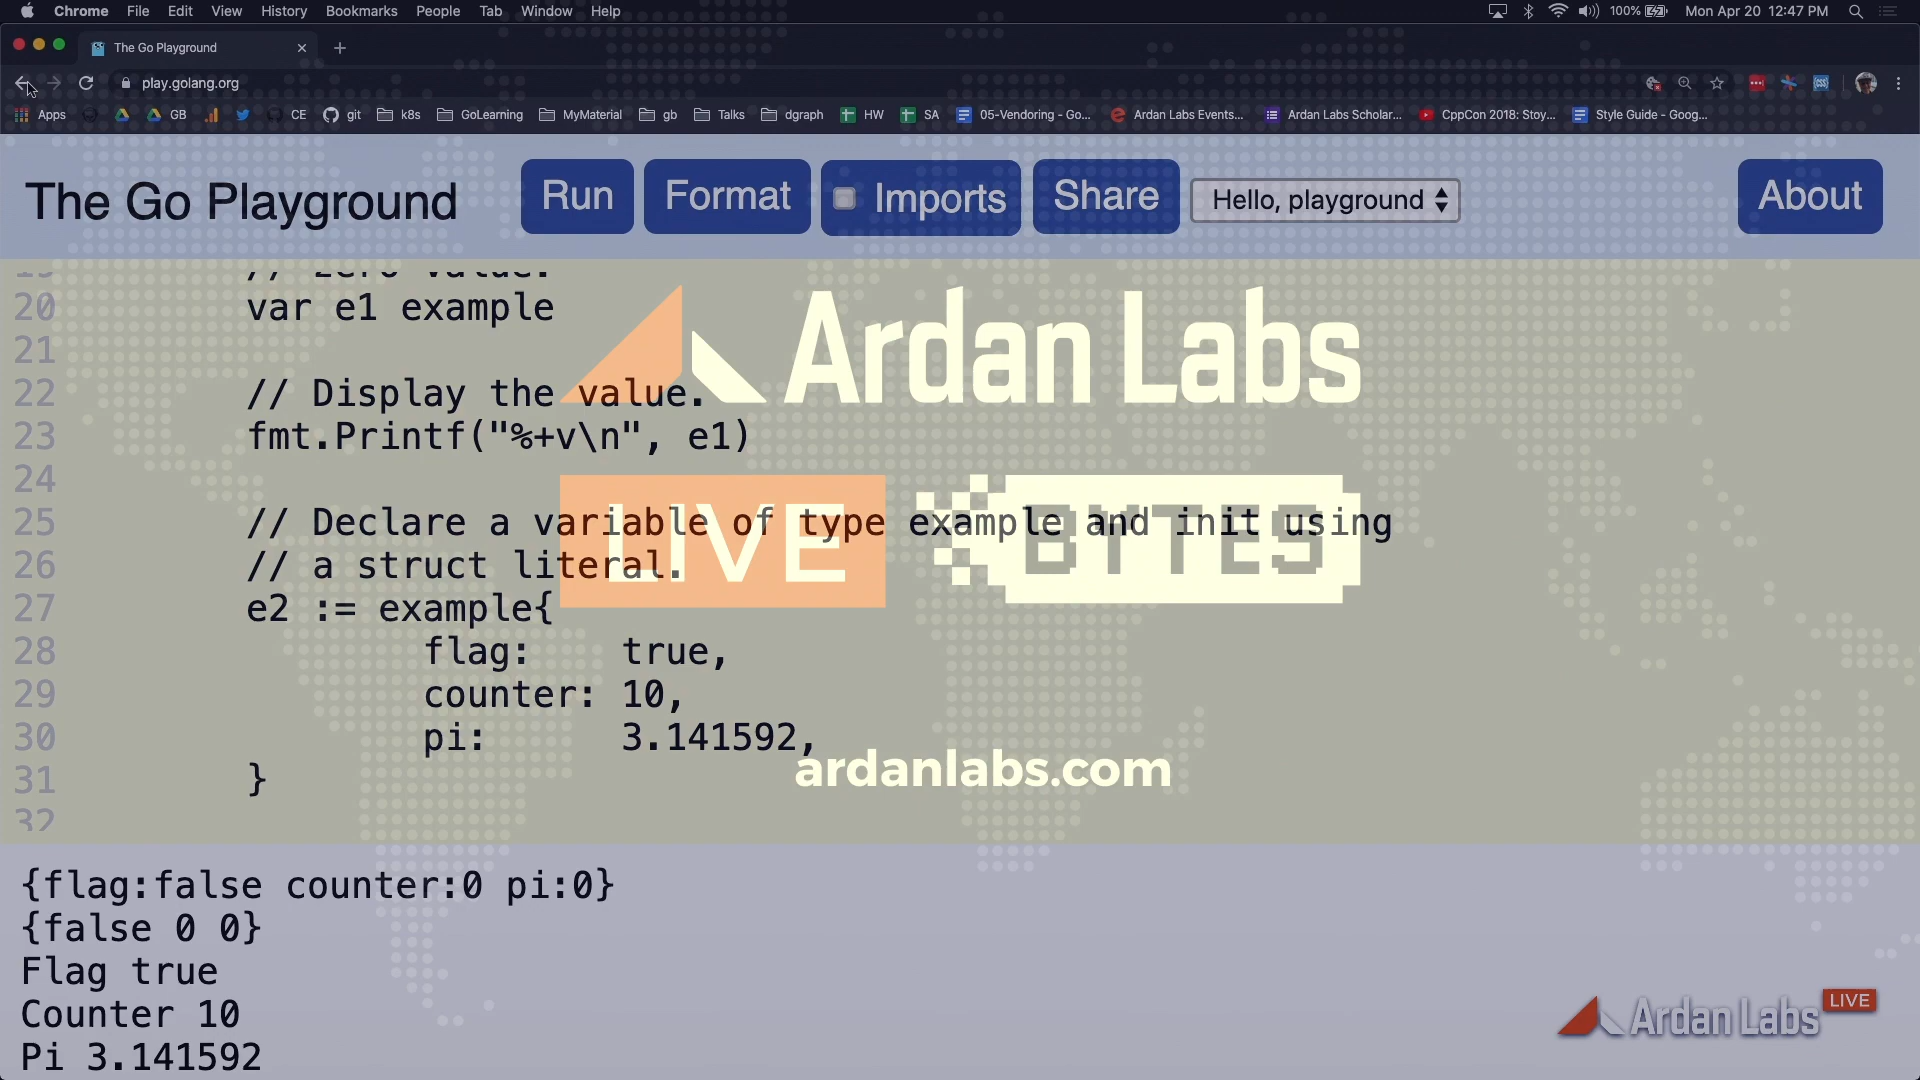 Chrome File Edit View History Bookmarks People Tab Window Help 100% Mon Apr 20 12:47 PM
The Go Playground
play.golang.org
Apps GB CE git k8s GoLearning MyMaterial gb Talks dgraph HW SA 05-Vendoring - Go... Ardan Labs Events... Ardan Labs Scholar... CppCon 2018: Stoy... Style Guide - Goog...
The Go Playground Run Format Imports Share Hello, playground About
19 // zero value.
20 var e1 example
21
22 // Display the value.
23 fmt.Printf("%+v\n", e1)
24
25 // Declare a variable of type example and init using
26 // a struct literal.
27 e2 := example{
28 flag: true,
29 counter: 10,
30 pi: 3.141592,
31 }
32
Ardan Labs
LIVE BYTES
ardanlabs.com
{flag:false counter:0 pi:0}
{false 0 0}
Flag true
Counter 10
Pi 3.141592
Ardan Labs LIVE